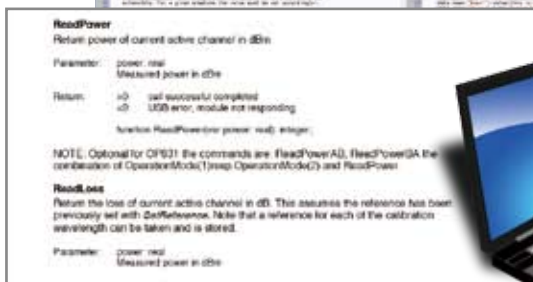 ReadPower
Return power of current active channel in dBm
Parameter: power: real
Measured power in dBm
Return: =0 call successful completed
<0 USB error, module not responding
function ReadPower(var power: real): integer;
NOTE: Optional for OP831 the commands are: ReadPowerAB, ReadPowerBA the
combination of OperationMode(1)resp.OperationMode(2) and ReadPower
ReadLoss
Return the loss of current active channel in dB. This assumes the reference has been
previously set with GetReference. Note that a reference for each of the calibration
wavelength can be taken and is stored.
Parameter: power: real
Measured power in dBm